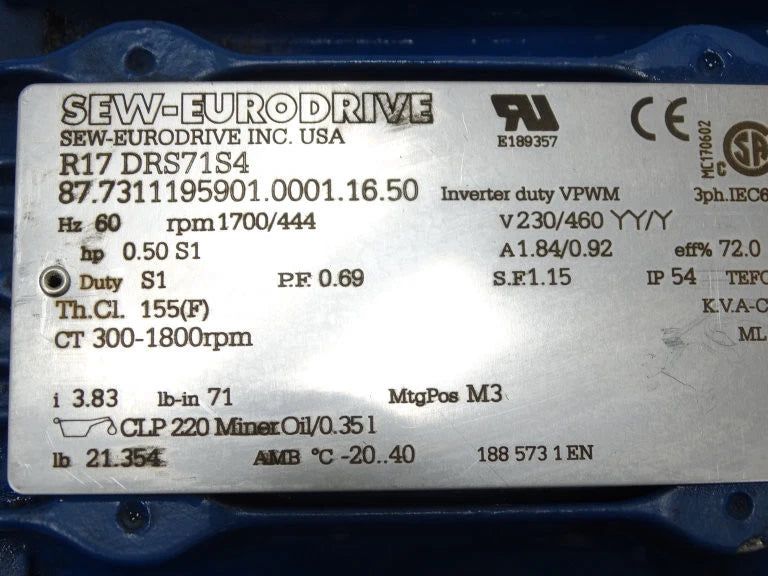 SEW-EURODRIVE
SEW-EURODRIVE INC. USA
E189357
CE
MC170602
C
SA
R17 DRS71S4
87.7311195901.0001.16.50 Inverter duty VPWM 3ph.IEC6
Hz 60 rpm 1700/444 V 230/460 YY/Y
hp 0.50 S1 A 1.84/0.92 eff% 72.0
Duty S1 P.F. 0.69 S.F. 1.15 IP 54 TEFC
Th.Cl. 155(F) K.V.A-C
CT 300-1800rpm ML
i 3.83 lb-in 71 MtgPos M3
CLP 220 Miner.Oil/0.35 l
lb 21.354 AMB °C -20..40 188 573 1 EN